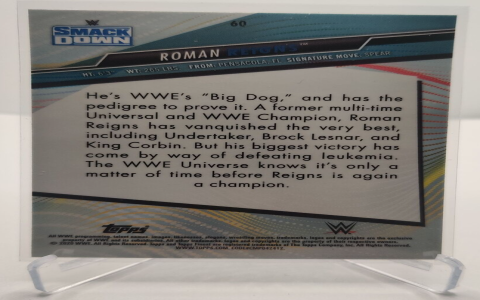 60
SMACK
DOWN
ROMAN REIGNS
FROM: PENSACOLA, FL SIGNATURE MOVE: SPEAR
He's WWE's "Big Dog," and has the
pedigree to prove it. A former multi-time
Universal and WWE Champion, Roman
Reigns has vanquished the very best,
including Undertaker, Brock Lesnar, and
King Corbin. But his biggest victory has
come by way of defeating leukemia.
The WWE Universe knows it's only a
matter of time before Reigns is again
a champion.
Topps
W